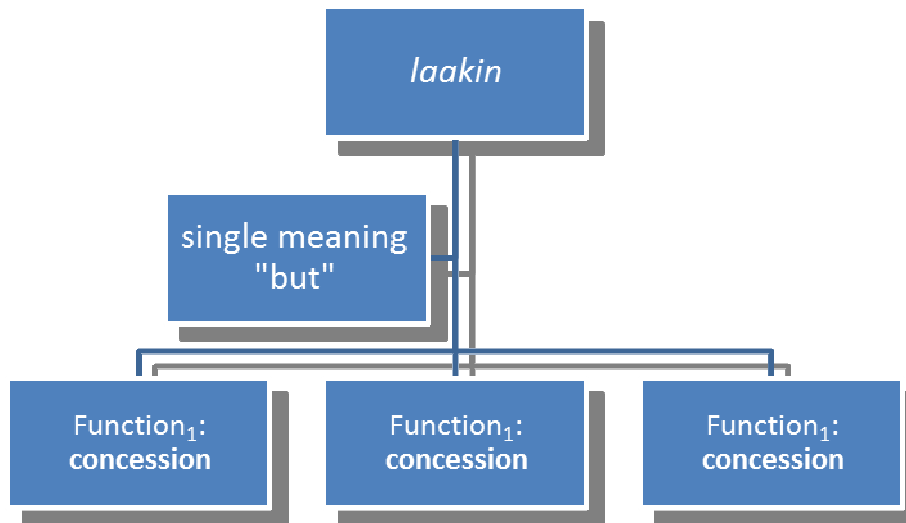 laakin
single meaning
"but"
Function₁:
concession
Function₁:
concession
Function₁:
concession